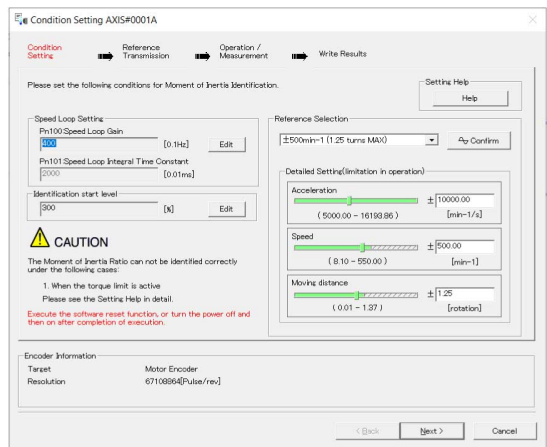 Condition Setting AXIS#0001A
Condition Setting
Reference Transmission
Operation / Measurement
Write Results
Please set the following conditions for Moment of Inertia Identification.
Setting Help
Help
Speed Loop Setting
Pn100:Speed Loop Gain
400 [0.1Hz] Edit
Pn101:Speed Loop Integral Time Constant
2000 [0.01ms]
Identification start level
300 [%] Edit
CAUTION
The Moment of Inertia Ratio can not be identified correctly
under the following cases:
1. When the torque limit is active
Please see the Setting Help in detail.
Execute the software reset function, or turn the power off and
then on after completion of execution.
Reference Selection
±500min-1 (1.25 turns MAX) Confirm
Detailed Setting(limitation in operation)
Acceleration
± 10000.00
( 5000.00 - 16193.86 ) [min-1/s]
Speed
± 500.00
( 8.10 - 550.00 ) [min-1]
Moving distance
± 1.25
( 0.01 - 1.37 ) [rotation]
Encoder Information
Target Motor Encoder
Resolution 67108864[Pulse/rev]
< Back Next > Cancel